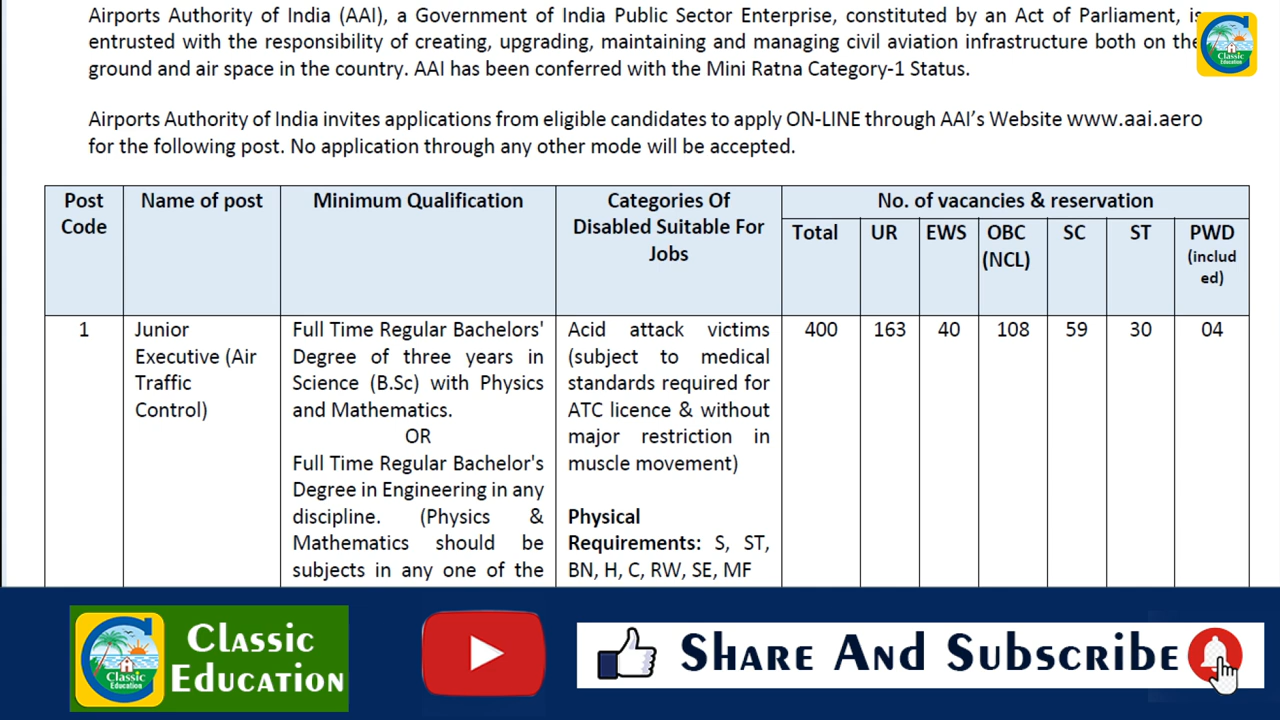 Airports Authority of India (AAI), a Government of India Public Sector Enterprise, constituted by an Act of Parliament, is
entrusted with the responsibility of creating, upgrading, maintaining and managing civil aviation infrastructure both on the
ground and air space in the country. AAI has been conferred with the Mini Ratna Category-1 Status.
Classic
Education
Airports Authority of India invites applications from eligible candidates to apply ON-LINE through AAI's Website www.aai.aero
for the following post. No application through any other mode will be accepted.
Post
Code
Name of post
Minimum Qualification
Categories Of
Disabled Suitable For
Jobs
No. of vacancies & reservation
Total
UR
EWS
OBC
(NCL)
SC
ST
PWD
(includ
ed)
1
Junior
Executive (Air
Traffic
Control)
Full Time Regular Bachelors'
Degree of three years in
Science (B.Sc) with Physics
and Mathematics.
OR
Full Time Regular Bachelor's
Degree in Engineering in any
discipline. (Physics &
Mathematics should be
subjects in any one of the
Acid attack victims
(subject to medical
standards required for
ATC licence & without
major restriction in
muscle movement)
Physical
Requirements: S, ST,
BN, H, C, RW, SE, MF
400
163
40
108
59
30
04
Classic
Education
Classic
Education
Share And Subscribe